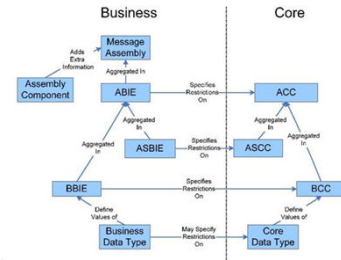 Business
Core
Adds
Extra
Information
Message
Assembly
Assembly
Component
Aggregated In
ABIE
Specifies
Restrictions
On
ACC
Aggregated
In
Aggregated
In
ASBIE
Specifies
Restrictions
On
ASCC
Aggregated
In
Aggregated
In
BBIE
Specifies
Restrictions
On
BCC
Define
Values of
Business
Data Type
May Specify
Restrictions
On
Define
Values of
Core
Data Type